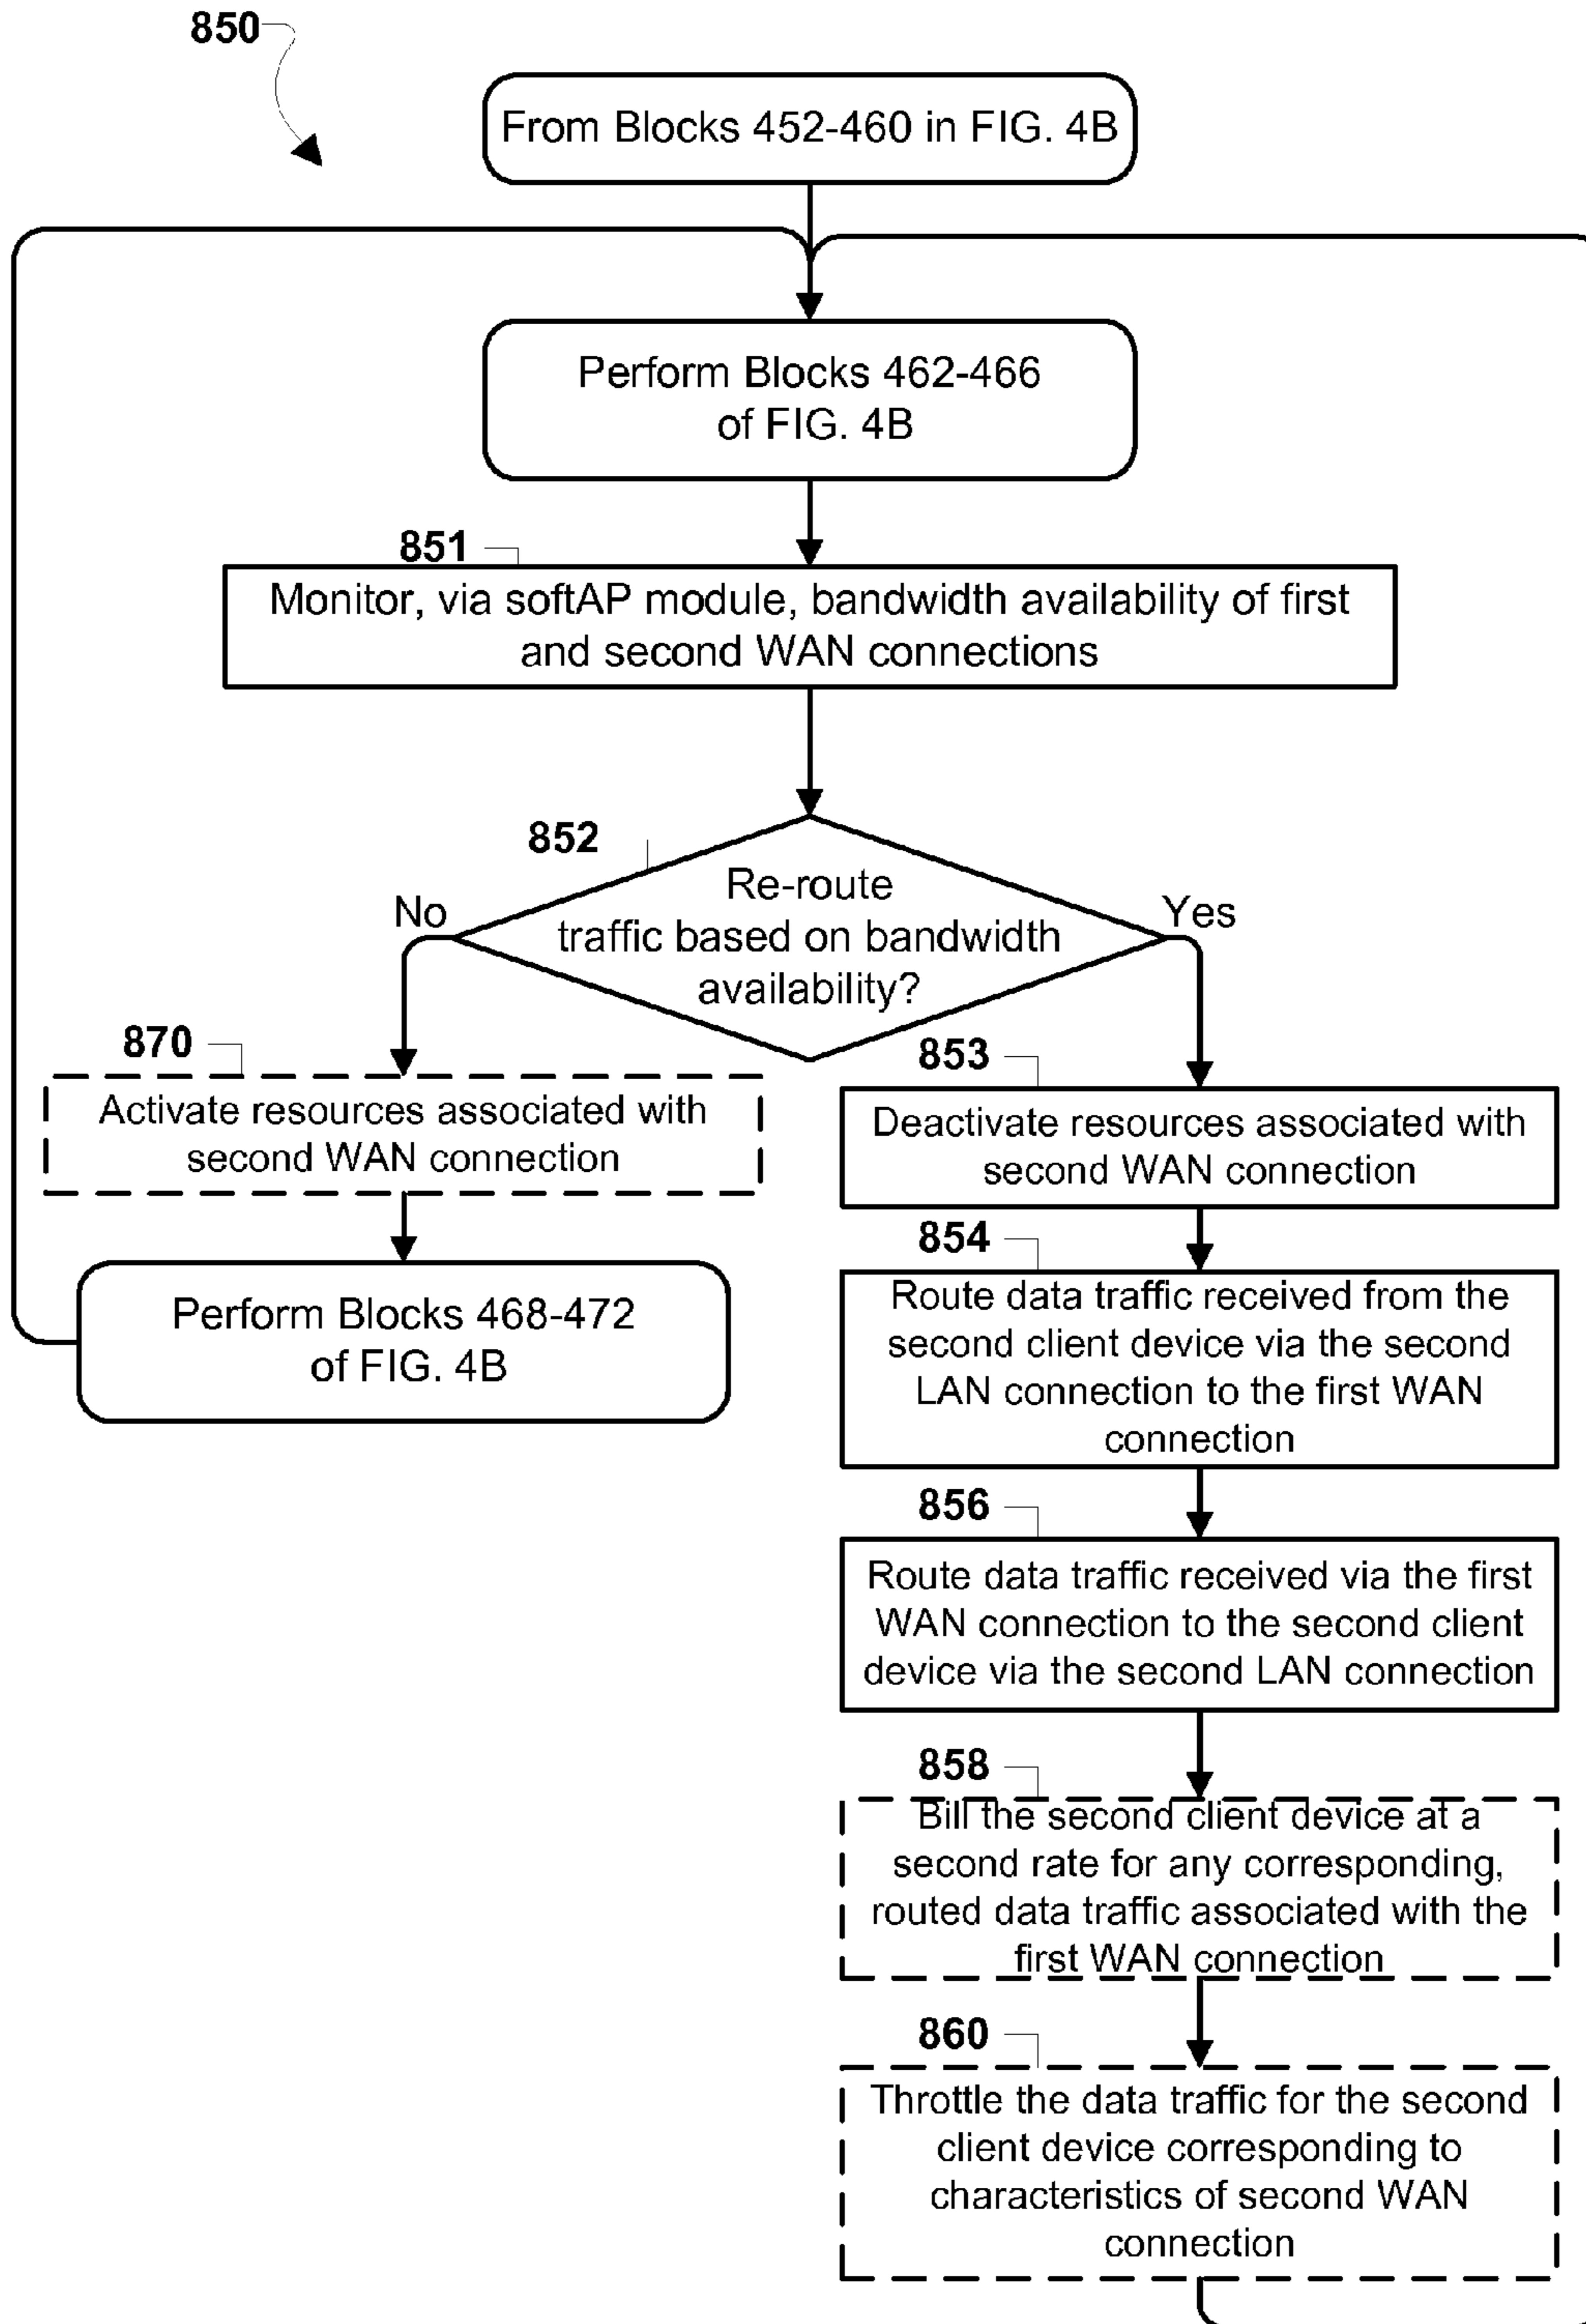 850
From Blocks 452-460 in FIG. 4B
Perform Blocks 462-466
of FIG. 4B
851
Monitor, via softAP module, bandwidth availability of first
and second WAN connections
852
Re-route
traffic based on bandwidth
availability?
No
Yes
870
Activate resources associated with
second WAN connection
Perform Blocks 468-472
of FIG. 4B
853
Deactivate resources associated with
second WAN connection
854
Route data traffic received from the
second client device via the second
LAN connection to the first WAN
connection
856
Route data traffic received via the first
WAN connection to the second client
device via the second LAN connection
858
Bill the second client device at a
second rate for any corresponding,
routed data traffic associated with the
first WAN connection
860
Throttle the data traffic for the second
client device corresponding to
characteristics of second WAN
connection